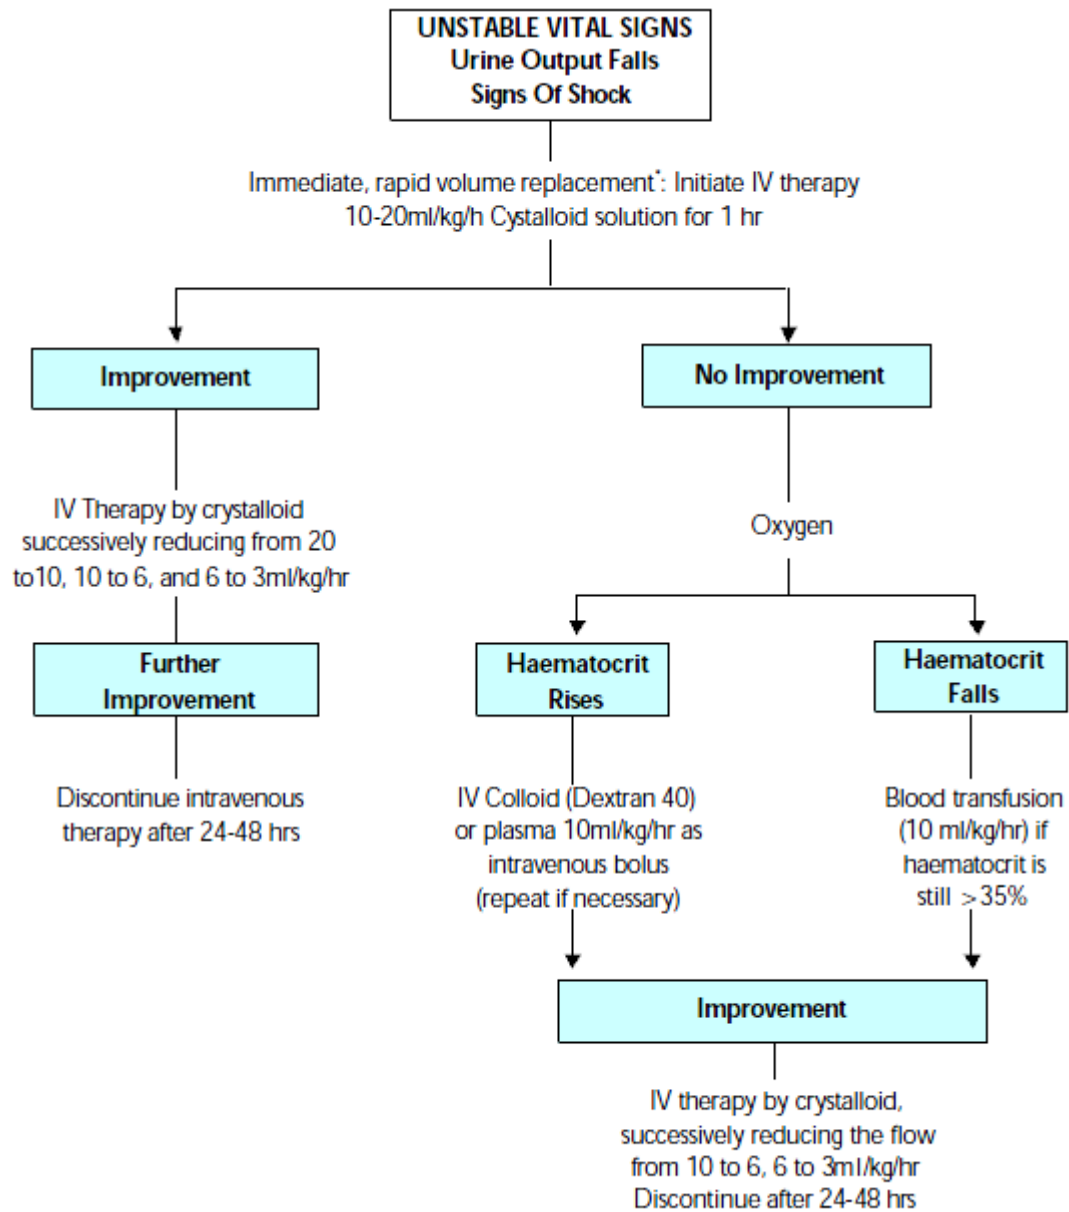 UNSTABLE VITAL SIGNS
Urine Output Falls
Signs Of Shock
Immediate, rapid volume replacement*: Initiate IV therapy
10-20ml/kg/h Cystalloid solution for 1 hr
Improvement
No Improvement
IV Therapy by crystalloid
successively reducing from 20
to10, 10 to 6, and 6 to 3ml/kg/hr
Oxygen
Further
Improvement
Haematocrit
Rises
Haematocrit
Falls
Discontinue intravenous
therapy after 24-48 hrs
IV Colloid (Dextran 40)
or plasma 10ml/kg/hr as
intravenous bolus
(repeat if necessary)
Blood transfusion
(10 ml/kg/hr) if
haematocrit is
still >35%
Improvement
IV therapy by crystalloid,
successively reducing the flow
from 10 to 6, 6 to 3ml/kg/hr
Discontinue after 24-48 hrs